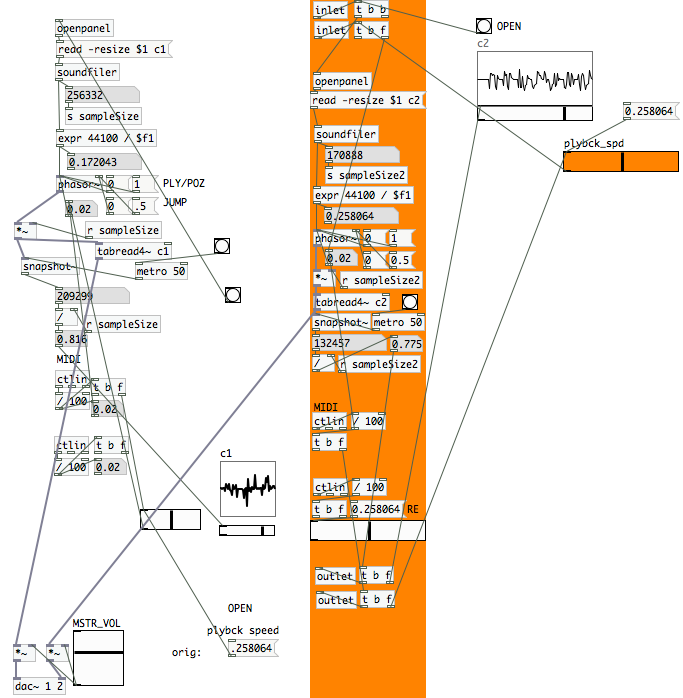 openpanel
read -resize $1 c1
soundfiler
256332
s sampleSize
expr 44100 / $f1
0.172043
phasor~
0
1
PLY/POZ
0.02
0
.5
JUMP
*~
r sampleSize
tabread4~ c1
snapshot~
metro 50
209299
/
r sampleSize
0.816
MIDI
ctlin
t b f
/ 100
0.02
ctlin
t b f
/ 100
0.02
c1
OPEN
plybck speed
orig:
.258064
MSTR_VOL
*~
*~
dac~ 1 2
inlet
t b b
inlet
t b f
openpanel
read -resize $1 c2
soundfiler
170888
s sampleSize2
expr 44100 / $f1
0.258064
phasor~
0
1
0.02
0
0.5
*~
r sampleSize2
tabread4~ c2
snapshot~
metro 50
132457
0.775
/
r sampleSize2
MIDI
ctlin
/ 100
t b f
ctlin
/ 100
t b f
0.258064
RE
outlet
t b f
outlet
t b f
OPEN
c2
0.258064
plybck_spd